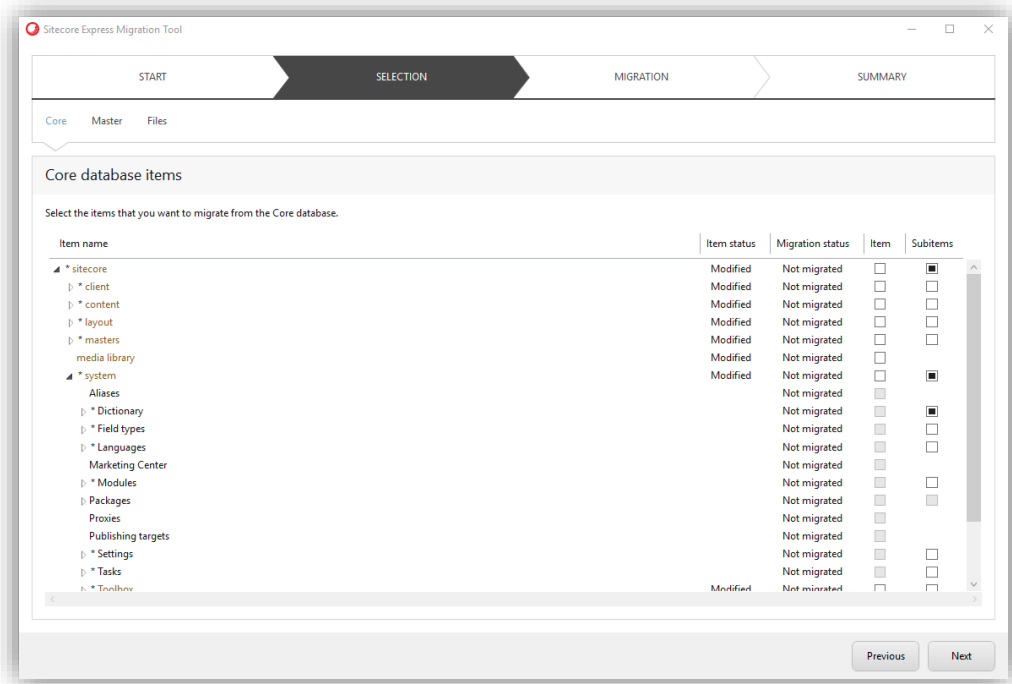 Sitecore Express Migration Tool
START SELECTION MIGRATION SUMMARY
Core Master Files
Core database items
Select the items that you want to migrate from the Core database.
Item name Item status Migration status Item Subitems
* sitecore Modified Not migrated
* client Modified Not migrated
* content Modified Not migrated
* layout Modified Not migrated
* masters Modified Not migrated
media library Modified Not migrated
* system Modified Not migrated
Aliases Not migrated
* Dictionary Not migrated
* Field types Not migrated
* Languages Not migrated
Marketing Center Not migrated
* Modules Not migrated
Packages Not migrated
Proxies Not migrated
Publishing targets Not migrated
* Settings Not migrated
* Tasks Not migrated
* Toolbox Modified Not migrated
Previous Next